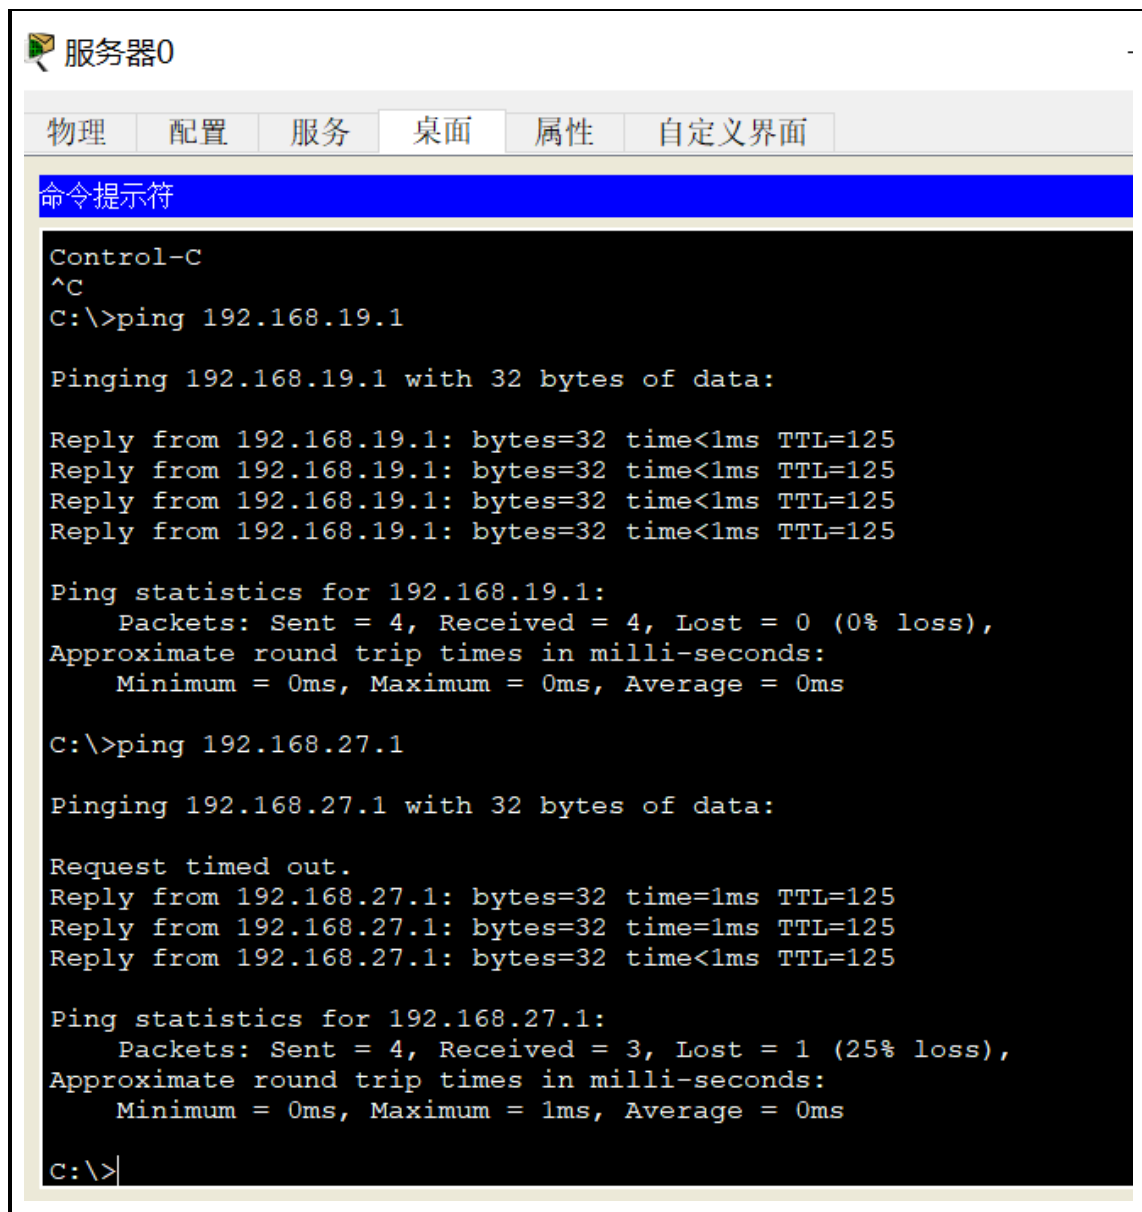 服务器0
物理 配置 服务 桌面 属性 自定义界面
命令提示符
Control-C
^C
C:\>ping 192.168.19.1
Pinging 192.168.19.1 with 32 bytes of data:
Reply from 192.168.19.1: bytes=32 time<1ms TTL=125
Reply from 192.168.19.1: bytes=32 time<1ms TTL=125
Reply from 192.168.19.1: bytes=32 time<1ms TTL=125
Reply from 192.168.19.1: bytes=32 time<1ms TTL=125
Ping statistics for 192.168.19.1:
Packets: Sent = 4, Received = 4, Lost = 0 (0% loss),
Approximate round trip times in milli-seconds:
Minimum = 0ms, Maximum = 0ms, Average = 0ms
C:\>ping 192.168.27.1
Pinging 192.168.27.1 with 32 bytes of data:
Request timed out.
Reply from 192.168.27.1: bytes=32 time=1ms TTL=125
Reply from 192.168.27.1: bytes=32 time=1ms TTL=125
Reply from 192.168.27.1: bytes=32 time<1ms TTL=125
Ping statistics for 192.168.27.1:
Packets: Sent = 4, Received = 3, Lost = 1 (25% loss),
Approximate round trip times in milli-seconds:
Minimum = 0ms, Maximum = 1ms, Average = 0ms
C:\>